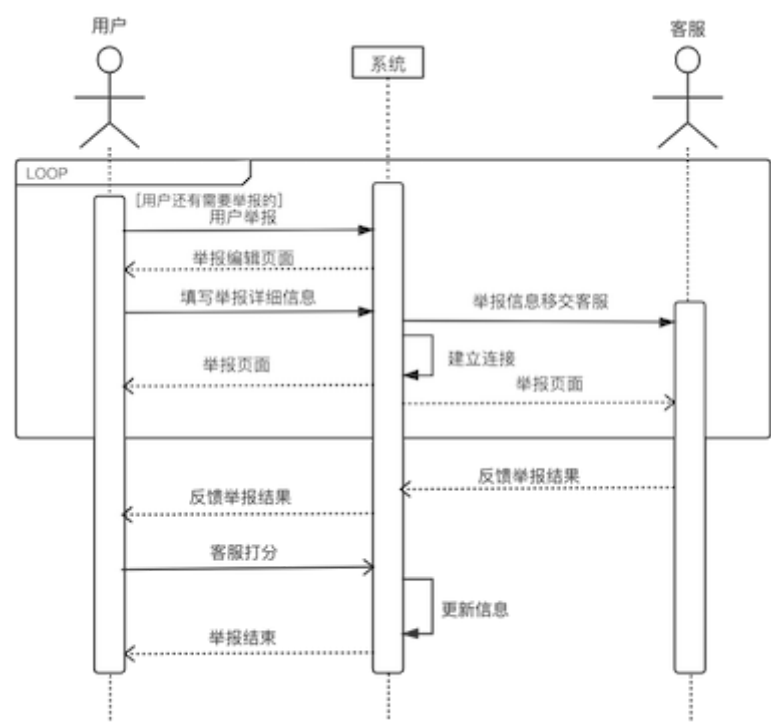 用户
系统
客服
LOOP
[用户还有需要举报的]
用户举报
举报编辑页面
填写举报详细信息
举报信息移交客服
建立连接
举报页面
举报页面
反馈举报结果
反馈举报结果
客服打分
更新信息
举报结束